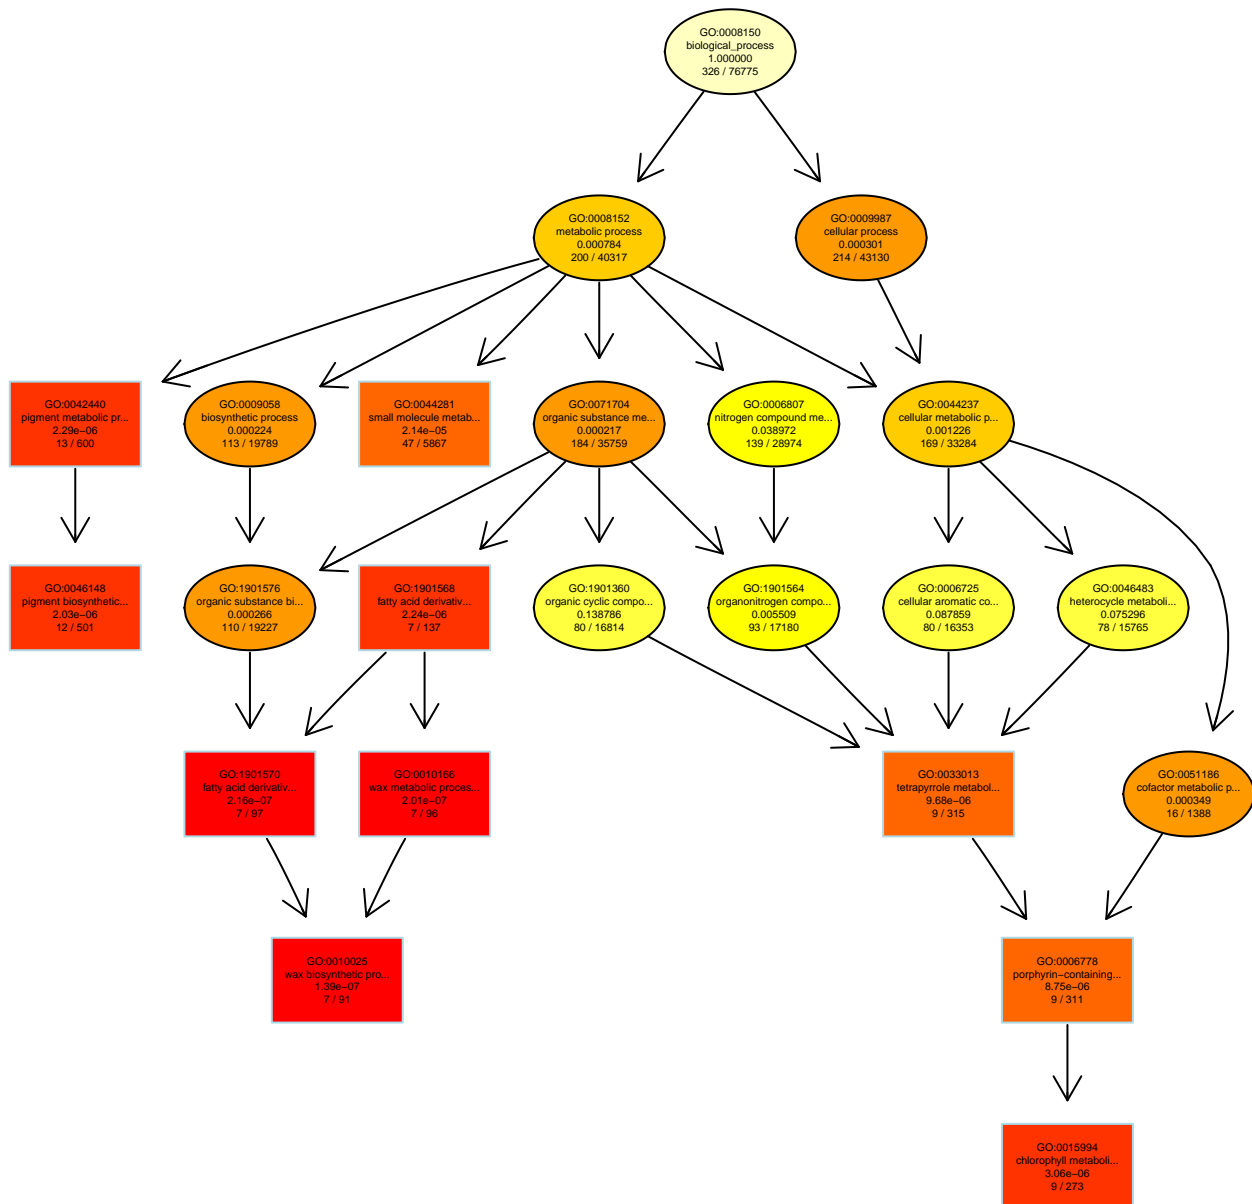 GO:0008150
biological_process
1.000000
326 / 76775
GO:0008152
metabolic process
0.000784
200 / 40317
GO:0009987
cellular process
0.000301
214 / 43130
GO:0042440
pigment metabolic pr...
2.29e−06
13 / 600
GO:0009058
biosynthetic process
0.000224
113 / 19789
GO:0044281
small molecule metab...
2.14e−05
47 / 5867
GO:0071704
organic substance me...
0.000217
184 / 35759
GO:0006807
nitrogen compound me...
0.038972
139 / 28974
GO:0044237
cellular metabolic p...
0.001226
169 / 33284
GO:0046148
pigment biosynthetic...
2.03e−06
12 / 501
GO:1901576
organic substance bi...
0.000266
110 / 19227
GO:1901568
fatty acid derivativ...
2.24e−06
7 / 137
GO:1901360
organic cyclic compo...
0.138786
80 / 16814
GO:1901564
organonitrogen compo...
0.005509
93 / 17180
GO:0006725
cellular aromatic co...
0.087859
80 / 16353
GO:0046483
heterocycle metaboli...
0.075296
78 / 15765
GO:1901570
fatty acid derivativ...
2.16e−07
7 / 97
GO:0010166
wax metabolic proces...
2.01e−07
7 / 96
GO:0033013
tetrapyrrole metabol...
9.68e−06
9 / 315
GO:0051186
cofactor metabolic p...
0.000349
16 / 1388
GO:0010025
wax biosynthetic pro...
1.39e−07
7 / 91
GO:0006778
porphyrin−containing...
8.75e−06
9 / 311
GO:0015994
chlorophyll metaboli...
3.06e−06
9 / 273